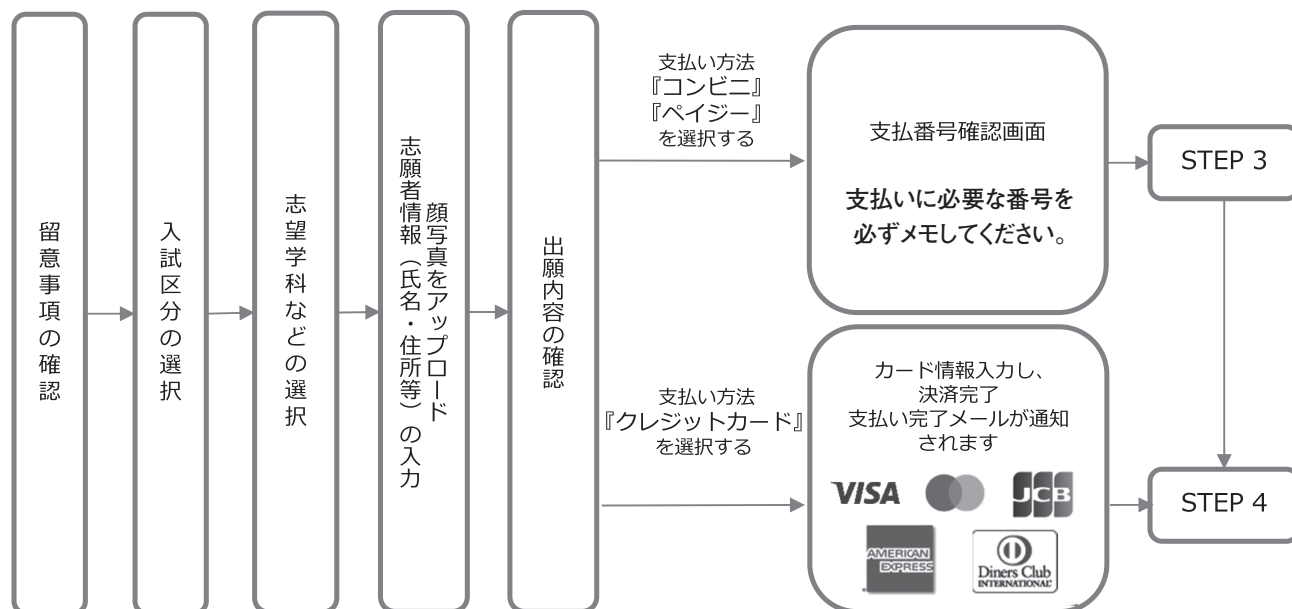 留意事項の確認
入試区分の選択
志望学科などの選択
顔写真をアップロード
志願者情報（氏名・住所等）の入力
出願内容の確認
支払い方法
『コンビニ』
『ペイジー』
を選択する
支払番号確認画面
支払いに必要な番号を
必ずメモしてください。
STEP 3
支払い方法
『クレジットカード』
を選択する
カード情報入力し、
決済完了
支払い完了メールが通知
されます
VISA
JCB
AMERICAN
EXPRESS
Diners Club
INTERNATIONAL
STEP 4